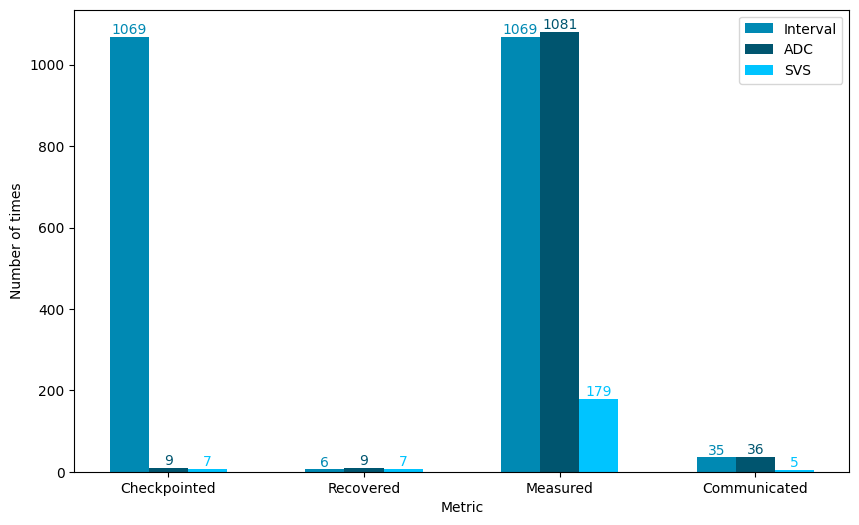 Interval
ADC
SVS
1069
9
7
6
9
7
1069
1081
179
35
36
5
1000
800
600
400
200
0
Number of times
Checkpointed
Recovered
Measured
Communicated
Metric